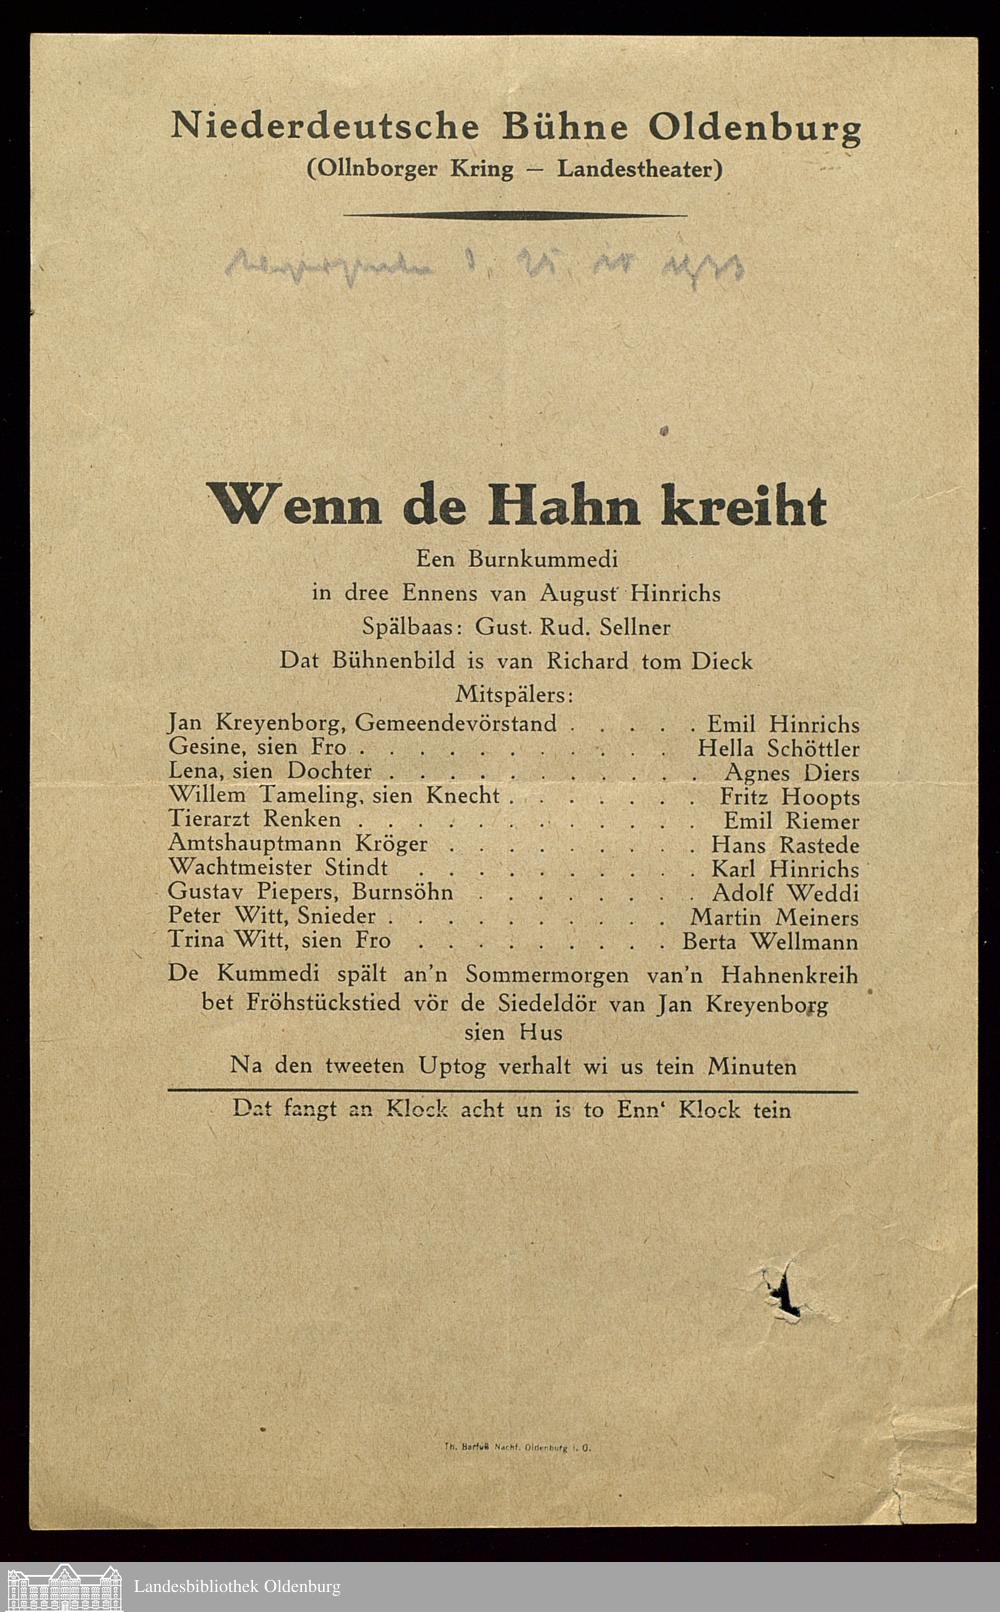 Niederdeutsche Bühne Oldenburg
(Ollnborger Kring — Landestheater)
Wenn de Hahn kreiht
Een Burnkummedi
in dree Ennens van August Hinrichs
Spälbaas: Gust. Rud. Sellner
Dat Bühnenbild is van Richard tom Dieck
Mitspälers:
Jan Kreyenborg, Gemeendevörstand . . . . . Emil Hinrichs
Gesine, sien Fro . . . . . . . . . . . Hella Schöttler
Lena, sien Dochter . . . . . . . . . . . Agnes Diers
Willem Tameling, sien Knecht . . . . . . . Fritz Hoopts
Tierarzt Renken . . . . . . . . . . . . Emil Riemer
Amtshauptmann Kröger . . . . . . . . . Hans Rastede
Wachtmeister Stindt . . . . . . . . . . Karl Hinrichs
Gustav Piepers, Burnsöhn . . . . . . . . Adolf Weddi
Peter Witt, Snieder . . . . . . . . . . Martin Meiners
Trina Witt, sien Fro . . . . . . . . . Berta Wellmann
De Kummedi spält an'n Sommermorgen van'n Hahnenkreih
bet Fröhstückstied vör de Siedeldör van Jan Kreyenborg
sien Hus
Na den tweeten Uptog verhalt wi us tein Minuten
Dat fangt an Klock acht un is to Enn‘ Klock tein
Th. Barfuß Nachf. Oldenburg i. O.
Landesbibliothek Oldenburg